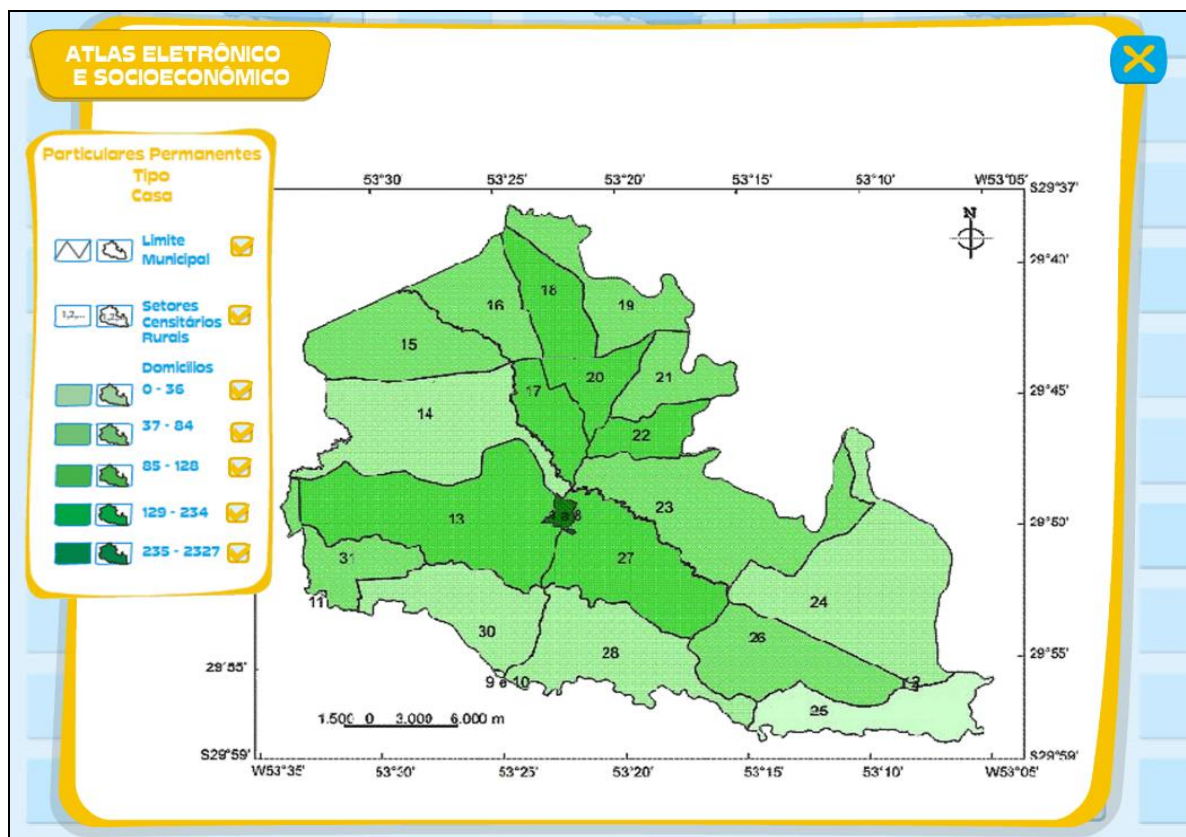 ATLAS ELETRÔNICO
E SOCIOECONÔMICO
Particulares Permanentes
Tipo
Casa
Limite
Municipal
1,2,...
Setores
Censitários
Rurais
Domicílios
0 - 36
37 - 84
85 - 128
129 - 234
235 - 2327
53°30
53°25'
53°20'
53°15'
53°10'
W53°05'
S29°37'
N
29°40'
29°45'
29°50'
29°55'
S29°59'
18
16
19
15
20
21
17
14
22
23
13
27
31
11
24
30
28
26
9 e 10
25
29°55'
1.500 0 3.000 6.000 m
S29°59'
W53°35'
53°30'
53°25'
53°20'
53°15'
53°10'
W53°05'